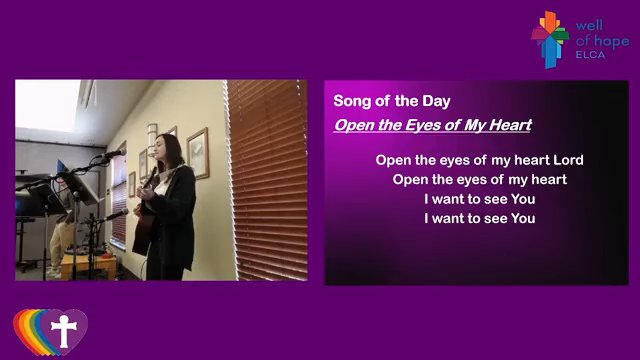 well
of hope
ELCA
Song of the Day
Open the Eyes of My Heart
Open the eyes of my heart Lord
Open the eyes of my heart
I want to see You
I want to see You